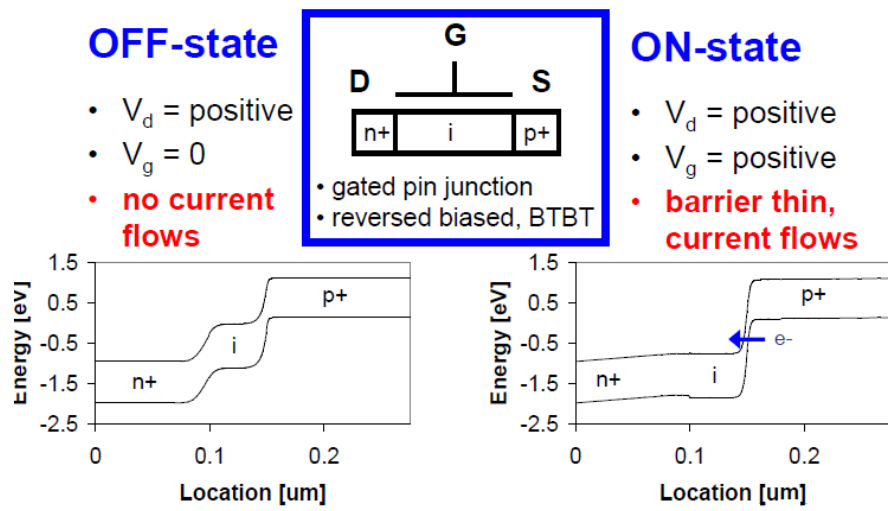 OFF-state
• V_d = positive
• V_g = 0
• no current
flows
G
D
S
n+
i
p+
• gated pin junction
• reversed biased, BTBT
ON-state
• V_d = positive
• V_g = positive
• barrier thin,
current flows
Energy [eV]
1.5
0.5
-0.5
-1.5
-2.5
n+
i
p+
0
0.1
0.2
Location [um]
Energy [eV]
1.5
0.5
-0.5
-1.5
-2.5
n+
i
p+
e-
0
0.1
0.2
Location [um]